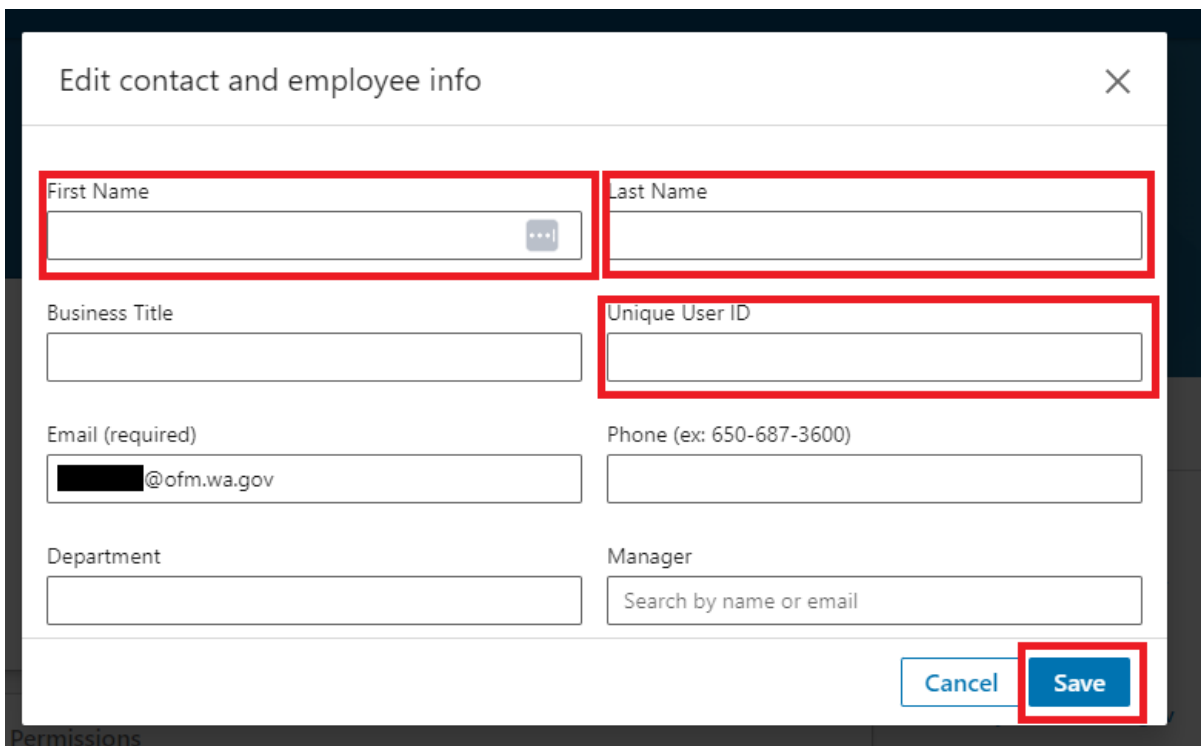 Edit contact and employee info
First Name
Last Name
Business Title
Unique User ID
Email (required)
Phone (ex: 650-687-3600)
@ofm.wa.gov
Department
Manager
Search by name or email
Cancel
Save
Permissions